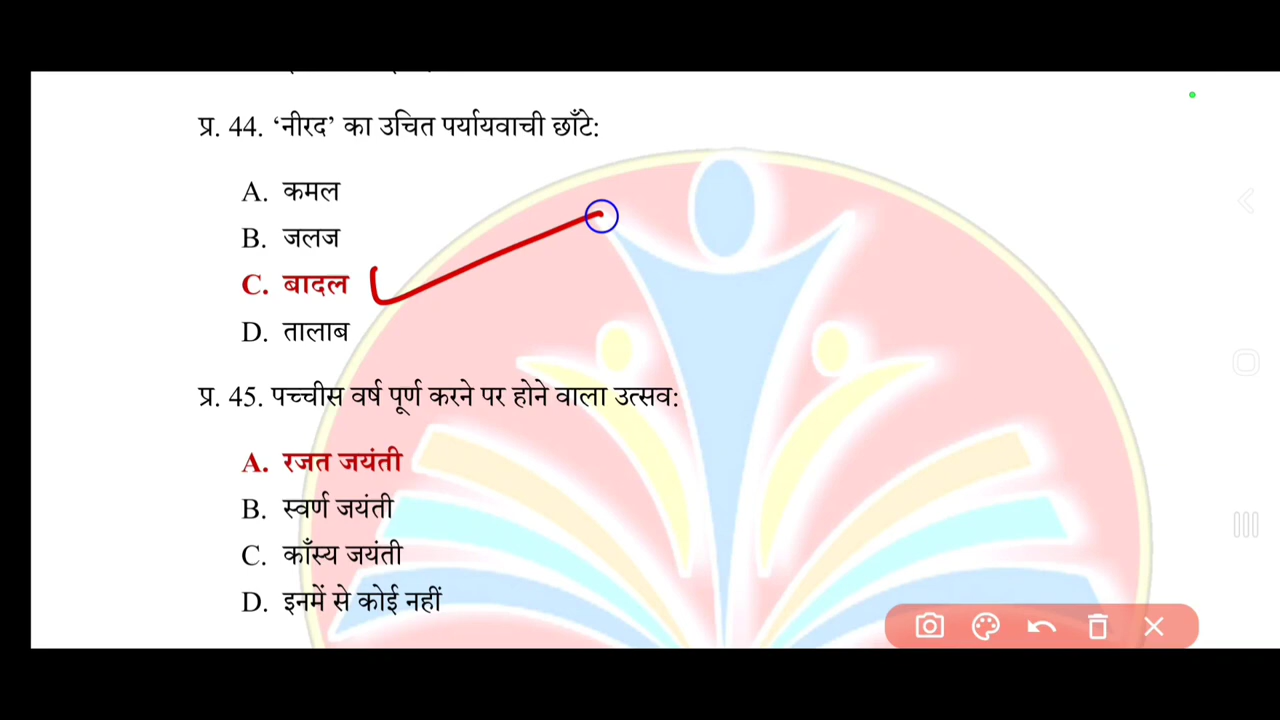 प्र. 44. ‘नीरद’ का उचित पर्यायवाची छाँटे:
A. कमल
B. जलज
C. बादल
D. तालाब
प्र. 45. पच्चीस वर्ष पूर्ण करने पर होने वाला उत्सव:
A. रजत जयंती
B. स्वर्ण जयंती
C. काँस्य जयंती
D. इनमें से कोई नहीं